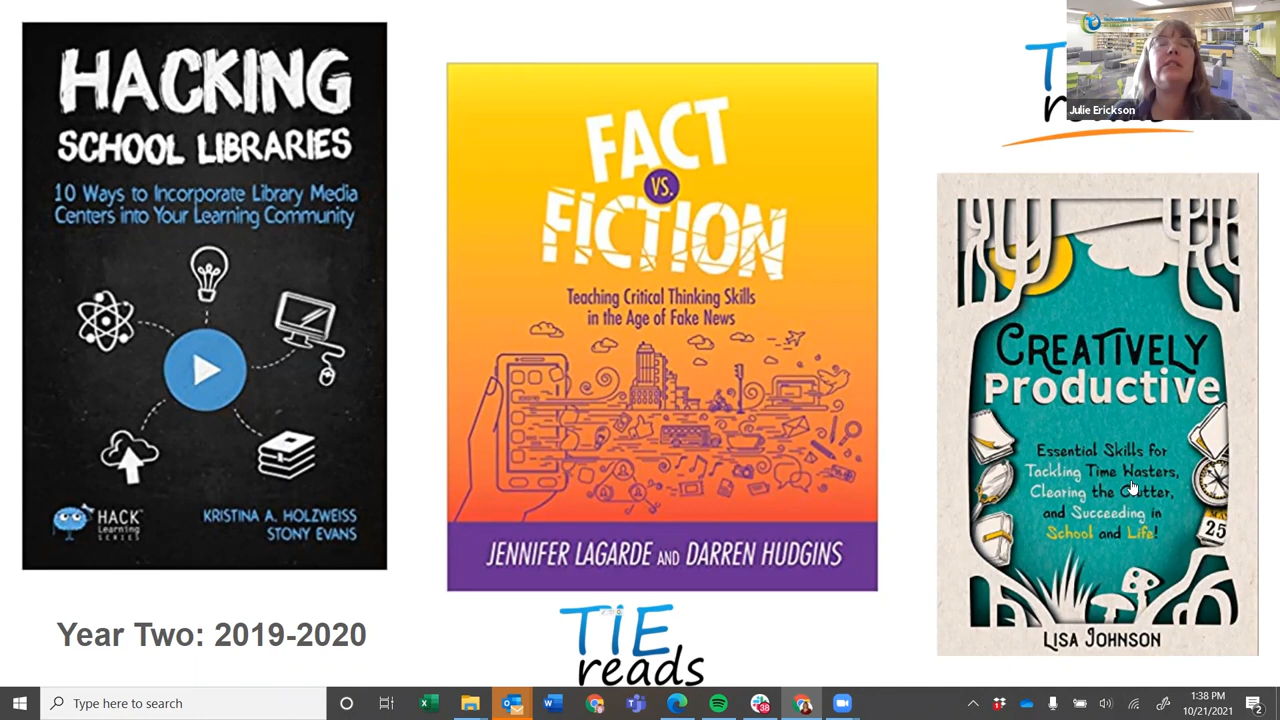 HACKING
SCHOOL LIBRARIES
10 Ways to Incorporate Library Media
Centers into Your Learning Community
HACK
Learning
SERIES
KRISTINA A. HOLZWEISS
STONY EVANS
FACT
VS.
FICTION
Teaching Critical Thinking Skills
in the Age of Fake News
JENNIFER LAGARDE AND DARREN HUDGINS
Julie Erickson
CREATIVELY
PRODUCTIVE
Essential Skills for
Tackling Time Wasters,
Clearing the Clutter,
and Succeeding in
School and Life!
25
LISA JOHNSON
Year Two: 2019-2020
TiE
reads
Type here to search
38
1:38 PM
10/21/2021
2